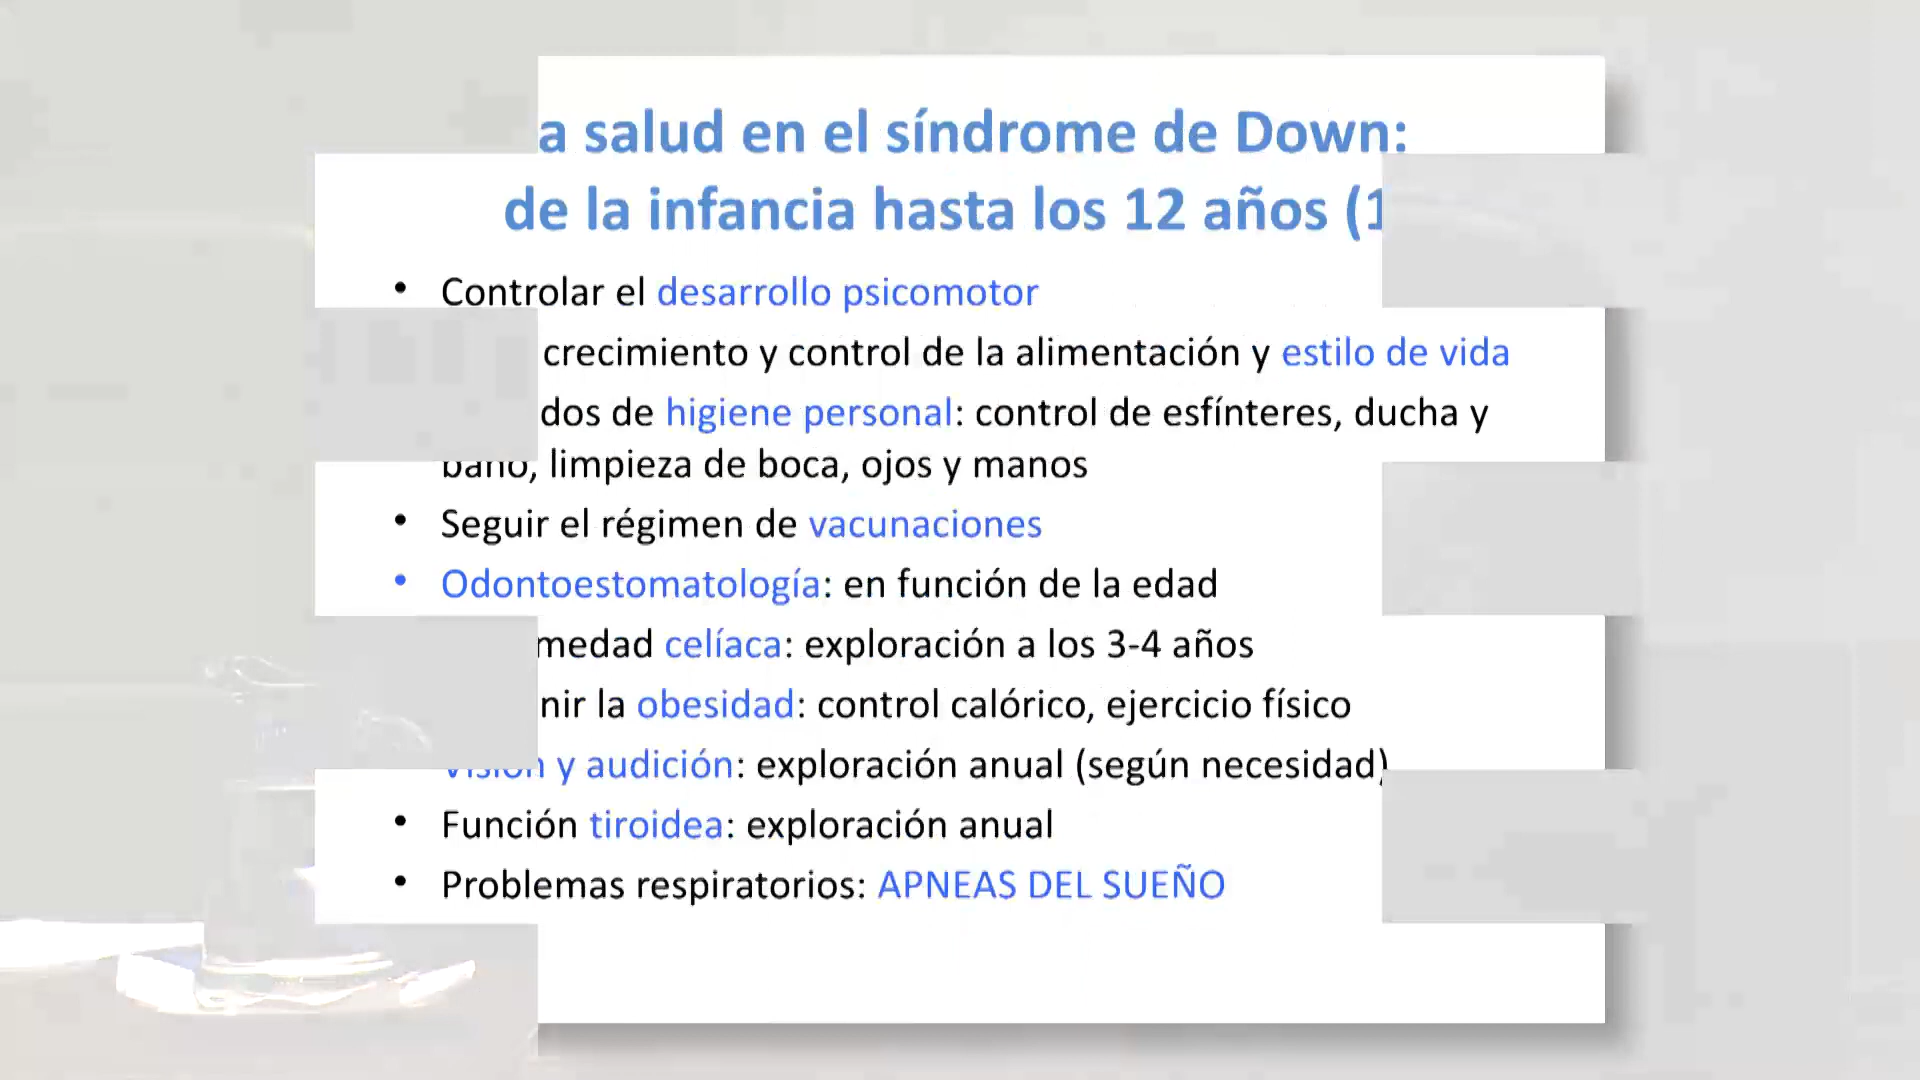 a salud en el síndrome de Down:
de la infancia hasta los 12 años (1
• Controlar el desarrollo psicomotor
crecimiento y control de la alimentación y estilo de vida
dos de higiene personal: control de esfínteres, ducha y
baño, limpieza de boca, ojos y manos
• Seguir el régimen de vacunaciones
• Odontoestomatología: en función de la edad
medad celíaca: exploración a los 3-4 años
nir la obesidad: control calórico, ejercicio físico
Visión y audición: exploración anual (según necesidad)
• Función tiroidea: exploración anual
• Problemas respiratorios: APNEAS DEL SUEÑO